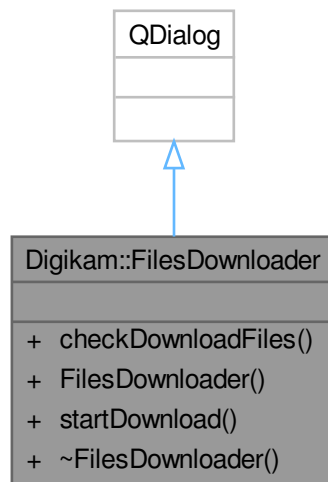 QDialog
Digikam::FilesDownloader
+ checkDownloadFiles()
+ FilesDownloader()
+ startDownload()
+ ~FilesDownloader()